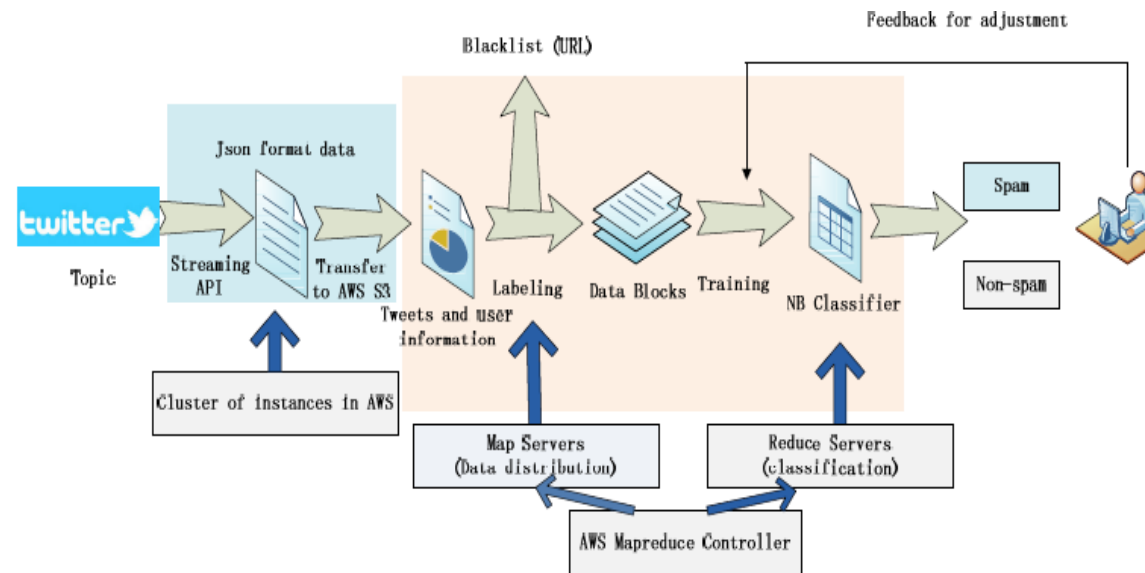 Feedback for adjustment
Blacklist (URL)
Json format data
twitter
Topic
Streaming
API
Transfer
to AWS S3
Tweets and user
information
Labeling
Data Blocks
Training
NB Classifier
Spam
Non-spam
Cluster of instances in AWS
Map Servers
(Data distribution)
Reduce Servers
(classification)
AWS Mapreduce Controller